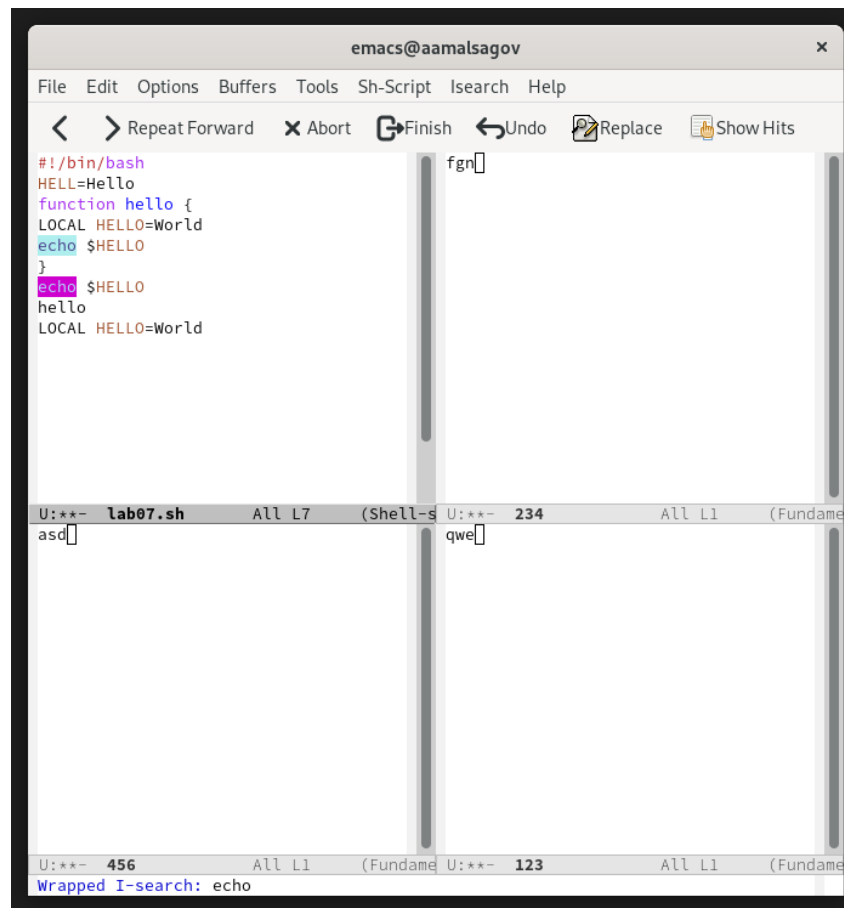 emacs@aamalsagov ×
File Edit Options Buffers Tools Sh-Script Isearch Help
Repeat Forward Abort Finish Undo Replace Show Hits
#!/bin/bash
HELL=Hello
function hello {
LOCAL HELLO=World
echo $HELLO
}
echo $HELLO
hello
LOCAL HELLO=World
U:**- lab07.sh All L7 (Shell-s
fgn
U:**- 234 All L1 (Fundame
asd
U:**- 456 All L1 (Fundame
qwe
U:**- 123 All L1 (Fundame
Wrapped I-search: echo